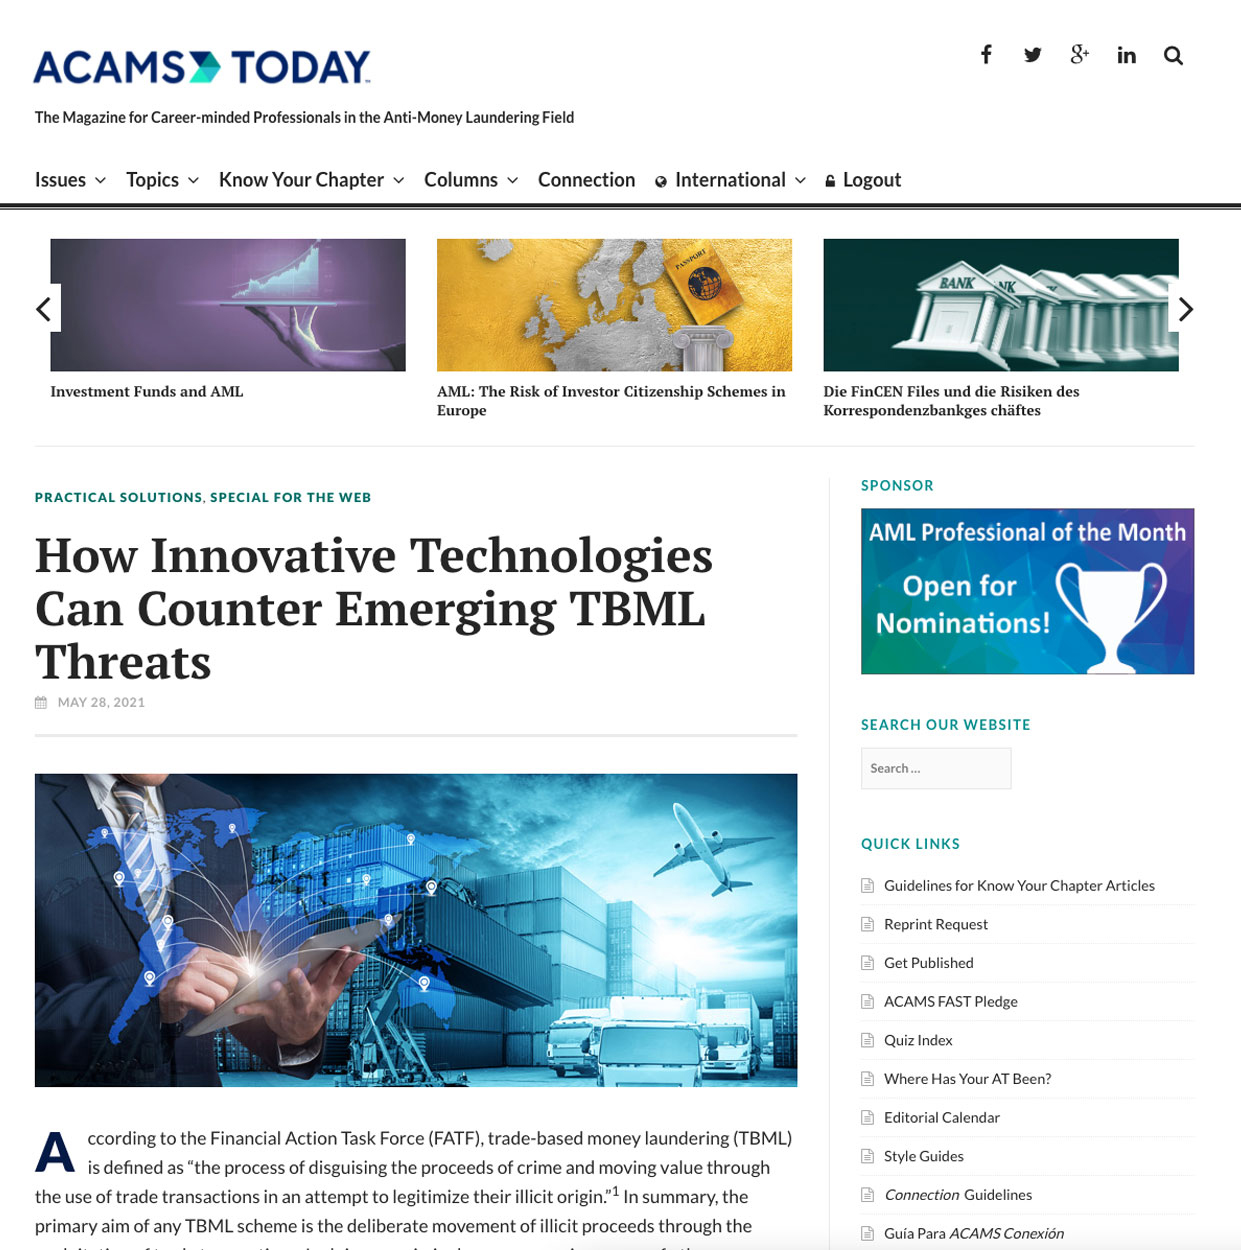 ACAMS TODAY
The Magazine for Career-minded Professionals in the Anti-Money Laundering Field
Issues Topics Know Your Chapter Columns Connection International Logout
PASSPORT
BANK
NK
Investment Funds and AML
AML: The Risk of Investor Citizenship Schemes in
Europe
Die FinCEN Files und die Risiken des
Korrespondenzbankges chäftes
PRACTICAL SOLUTIONS, SPECIAL FOR THE WEB
How Innovative Technologies
Can Counter Emerging TBML
Threats
MAY 28, 2021
According to the Financial Action Task Force (FATF), trade-based money laundering (TBML)
is defined as “the process of disguising the proceeds of crime and moving value through
the use of trade transactions in an attempt to legitimize their illicit origin.”1 In summary, the
primary aim of any TBML scheme is the deliberate movement of illicit proceeds through the
SPONSOR
AML Professional of the Month
Open for
Nominations!
SEARCH OUR WEBSITE
Search ...
QUICK LINKS
Guidelines for Know Your Chapter Articles
Reprint Request
Get Published
ACAMS FAST Pledge
Quiz Index
Where Has Your AT Been?
Editorial Calendar
Style Guides
Connection Guidelines
Guía Para ACAMS Conexión